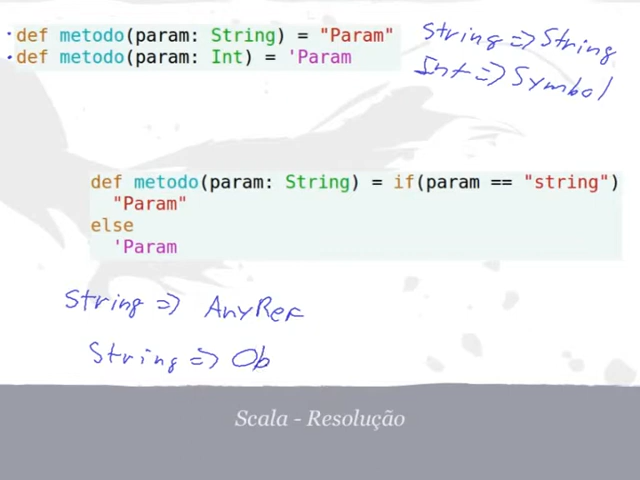 def metodo(param: String) = "Param" String => String
def metodo(param: Int) = 'Param Int => Symbol
def metodo(param: String) = if(param == "string")
"Param"
else
'Param
String => AnyRef
String => Ob
Scala - Resolução